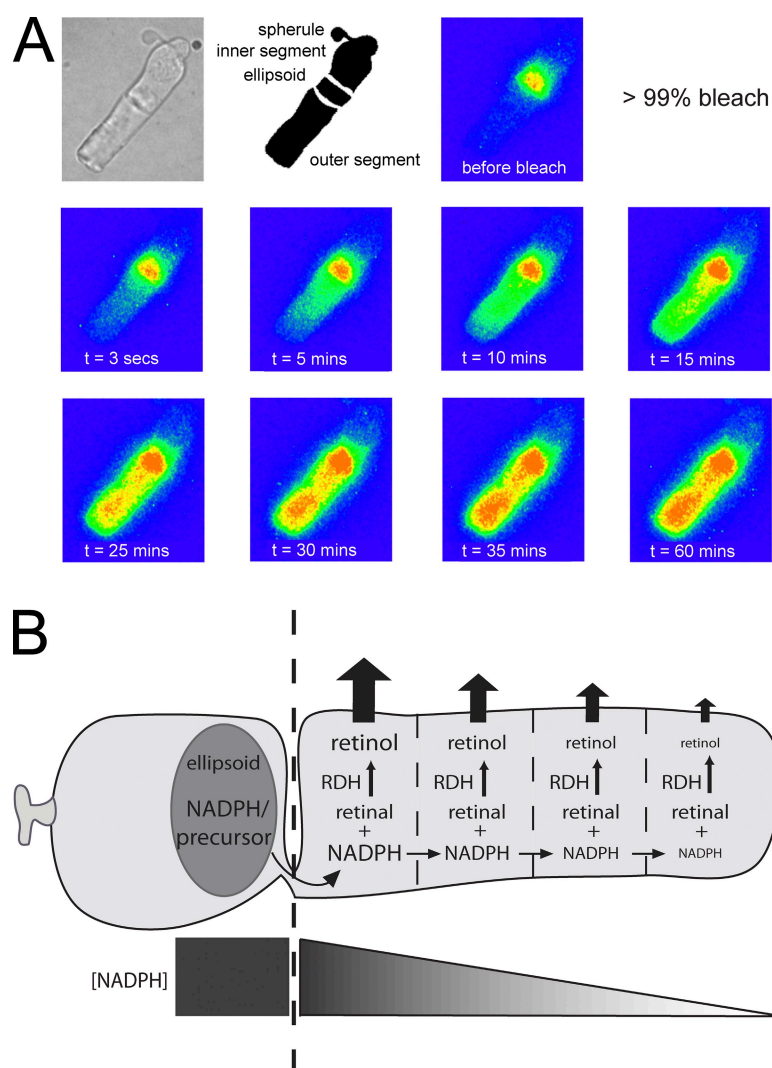 A
spherule
inner segment
ellipsoid
outer segment
before bleach
> 99% bleach
t = 3 secs
t = 5 mins
t = 10 mins
t = 15 mins
t = 25 mins
t = 30 mins
t = 35 mins
t = 60 mins
B
ellipsoid
NADPH/
precursor
retinol
RDH
retinal
+
NADPH
retinol
RDH
retinal
+
NADPH
retinol
RDH
retinal
+
NADPH
retinol
RDH
retinal
+
NADPH
[NADPH]